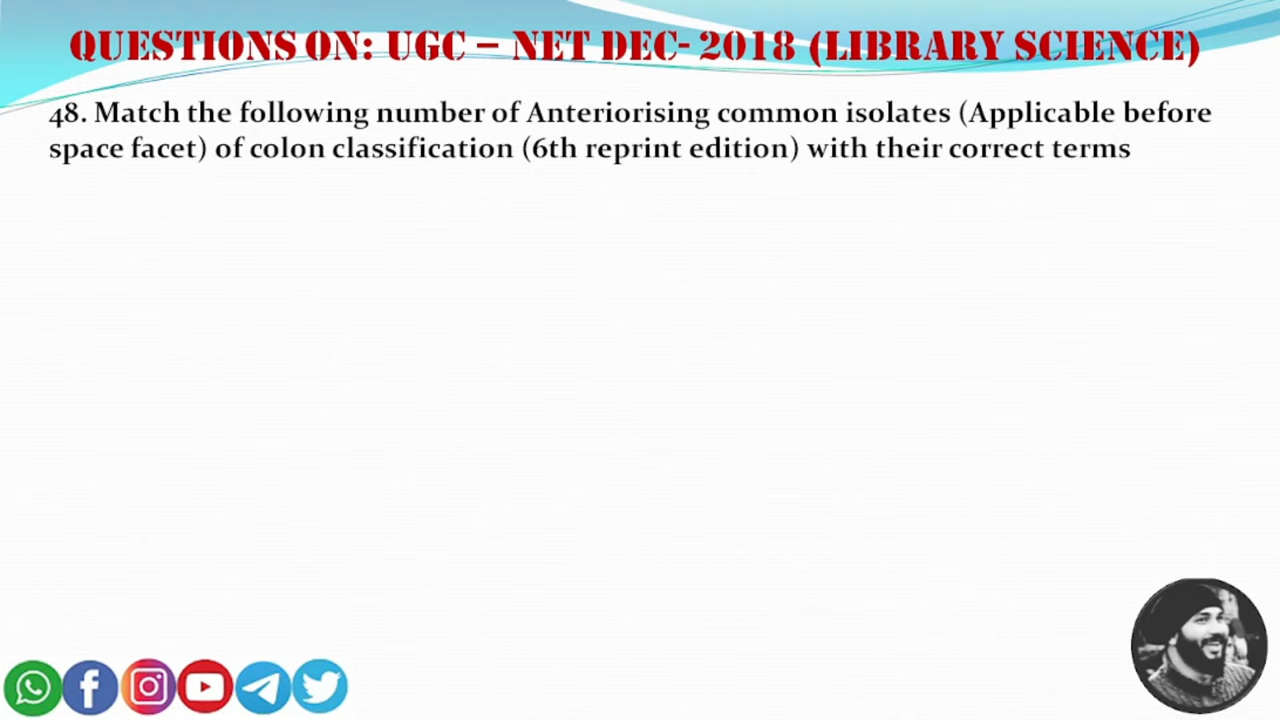 QUESTIONS ON: UGC – NET DEC- 2018 (LIBRARY SCIENCE)
48. Match the following number of Anteriorising common isolates (Applicable before
space facet) of colon classification (6th reprint edition) with their correct terms